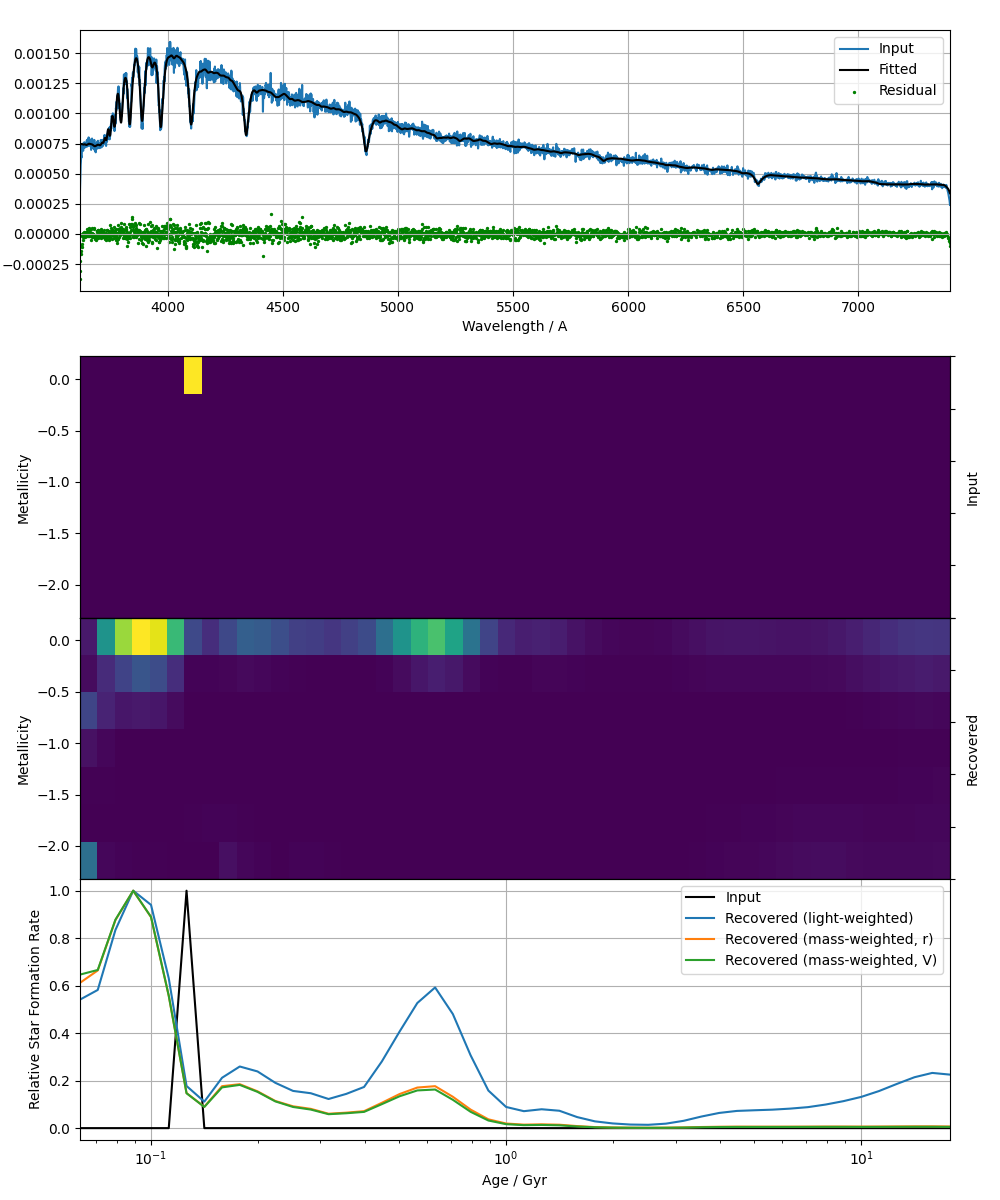 0.00150
0.00125
0.00100
0.00075
0.00050
0.00025
0.00000
−0.00025
Input
Fitted
Residual
4000 4500 5000 5500 6000 6500 7000
Wavelength / A
0.0
−0.5
−1.0
−1.5
−2.0
Metallicity
Input
0.0
−0.5
−1.0
−1.5
−2.0
Metallicity
Recovered
1.0
0.8
0.6
0.4
0.2
0.0
Relative Star Formation Rate
Input
Recovered (light-weighted)
Recovered (mass-weighted, r)
Recovered (mass-weighted, V)
10⁻¹ 10⁰ 10¹
Age / Gyr